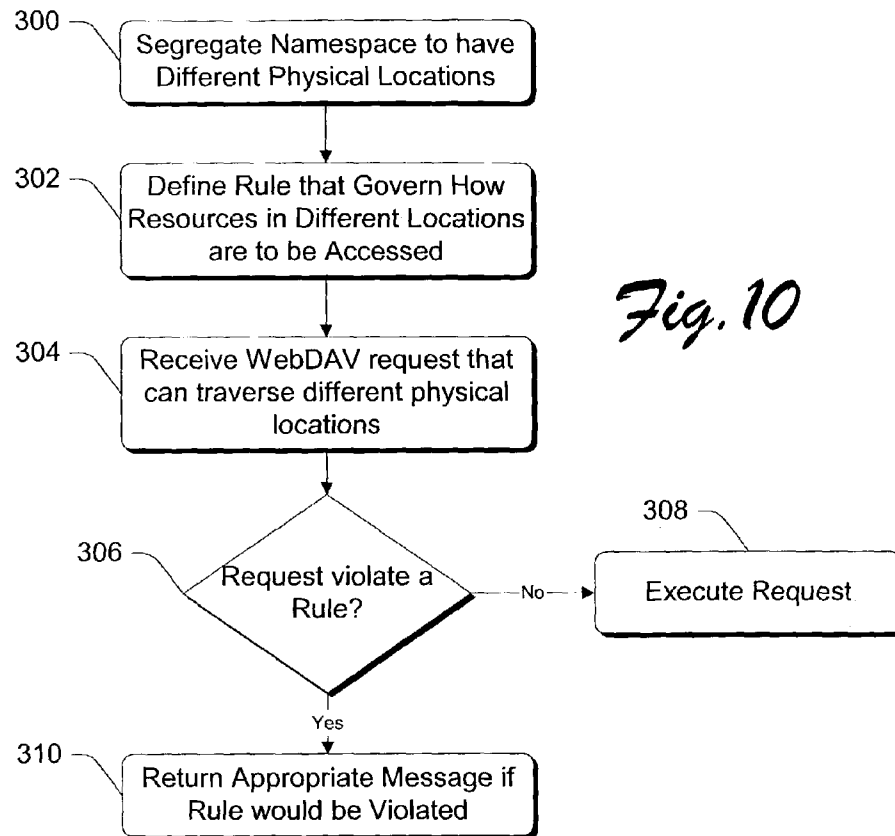 300
Segregate Namespace to have
Different Physical Locations
302
Define Rule that Govern How
Resources in Different Locations
are to be Accessed
Fig. 10
304
Receive WebDAV request that
can traverse different physical
locations
306
Request violate a
Rule?
No
308
Execute Request
Yes
310
Return Appropriate Message if
Rule would be Violated